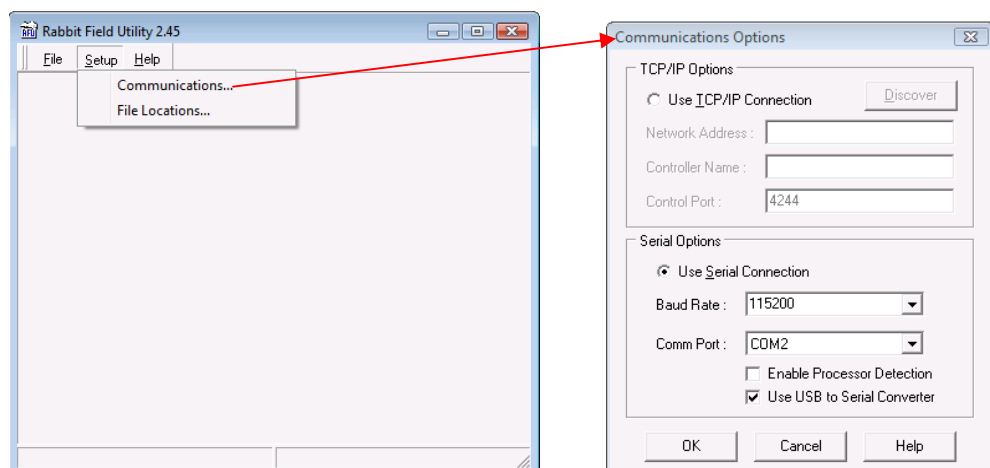 Rabbit Field Utility 2.45
File Setup Help
Communications...
File Locations...
Communications Options
TCP/IP Options
Use TCP/IP Connection
Discover
Network Address :
Controller Name :
Control Port : 4244
Serial Options
Use Serial Connection
Baud Rate : 115200
Comm Port : COM2
Enable Processor Detection
Use USB to Serial Converter
OK Cancel Help